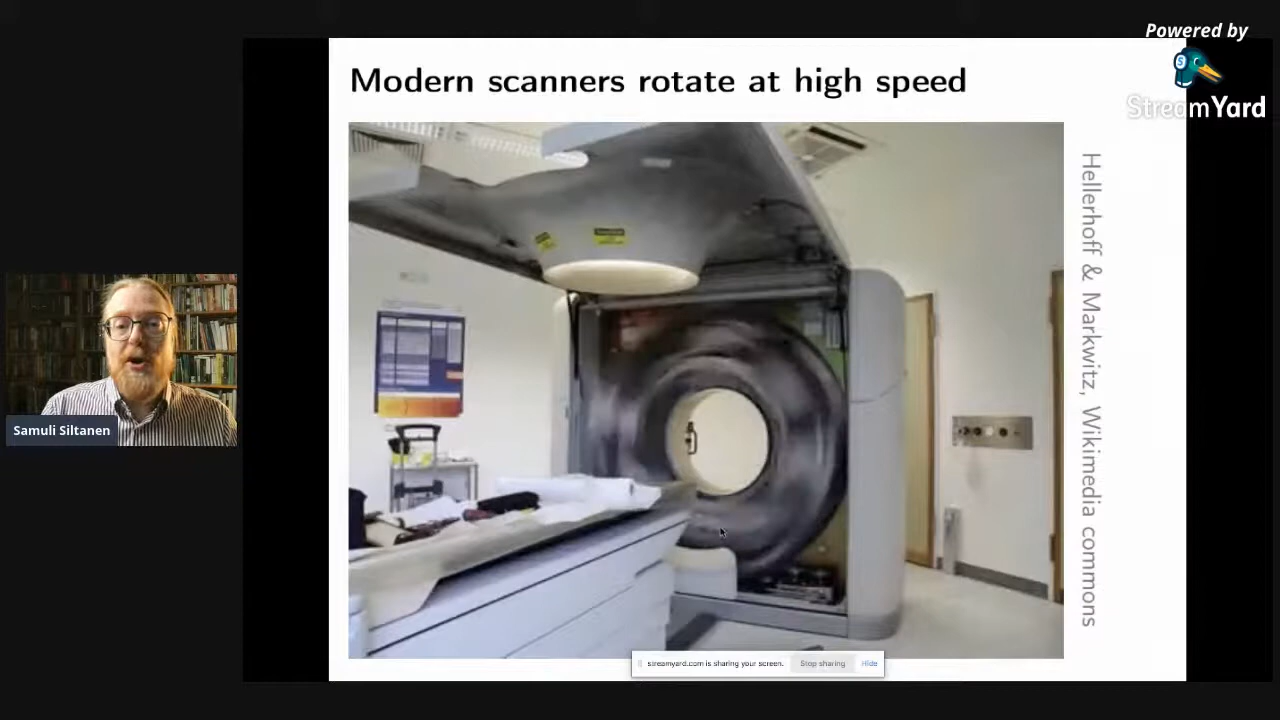 Powered by
StreamYard
Modern scanners rotate at high speed
Hellerhoff & Markwitz, Wikimedia commons
Samuli Siltanen
streamyard.com is sharing your screen.
Stop sharing
Hide